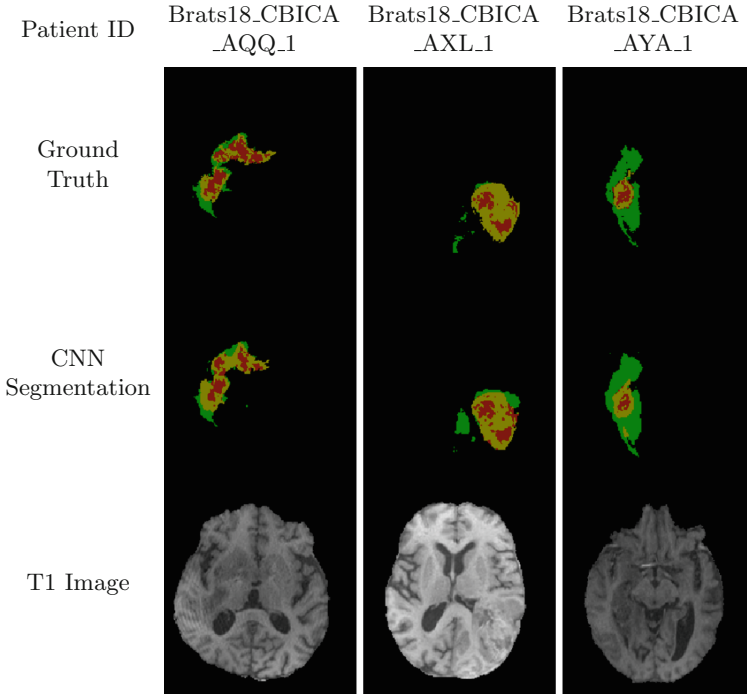 Patient ID
Brats18_CBICA
_AQQ_1
Brats18_CBICA
_AXL_1
Brats18_CBICA
_AYA_1
Ground
Truth
CNN
Segmentation
T1 Image